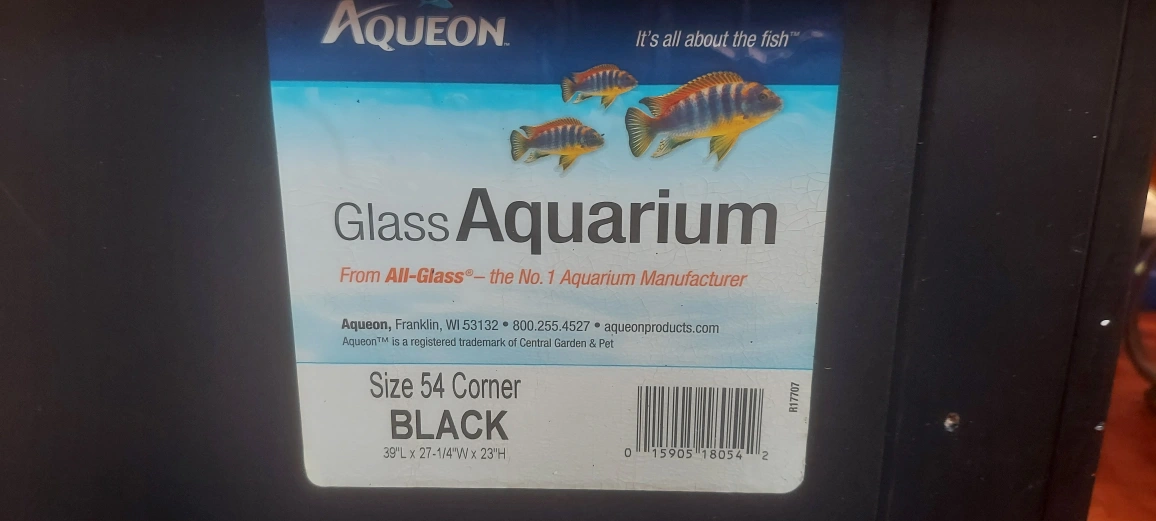 AQUEON™
It's all about the fish™
Glass Aquarium
From All-Glass® – the No. 1 Aquarium Manufacturer
Aqueon, Franklin, WI 53132 • 800.255.4527 • aqueonproducts.com
Aqueon™ is a registered trademark of Central Garden & Pet
Size 54 Corner
BLACK
39"L x 27-1/4"W x 23"H
R17707
0 15905 18054 2